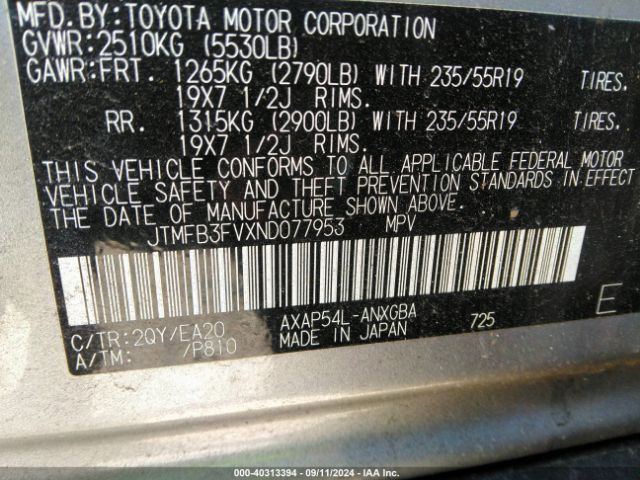 MFD.BY:TOYOTA MOTOR CORPORATION
GVWR:2510KG (5530LB)
GAWR:FRT. 1265KG (2790LB) WITH 235/55R19 TIRES.
19X7 1/2J RIMS.
RR. 1315KG (2900LB) WITH 235/55R19 TIRES.
19X7 1/2J RIMS.
THIS VEHICLE CONFORMS TO ALL APPLICABLE FEDERAL MOTOR
VEHICLE SAFETY AND THEFT PREVENTION STANDARDS IN EFFECT
THE DATE OF MANUFACTURE SHOWN ABOVE.
JTMFB3FVXND077953 MPV
C/TR:2QY/EA20 AXAP54L-ANXGBA 725 E
A/TM: /P810 MADE IN JAPAN
000-40313394 - 09/11/2024 - IAA Inc.